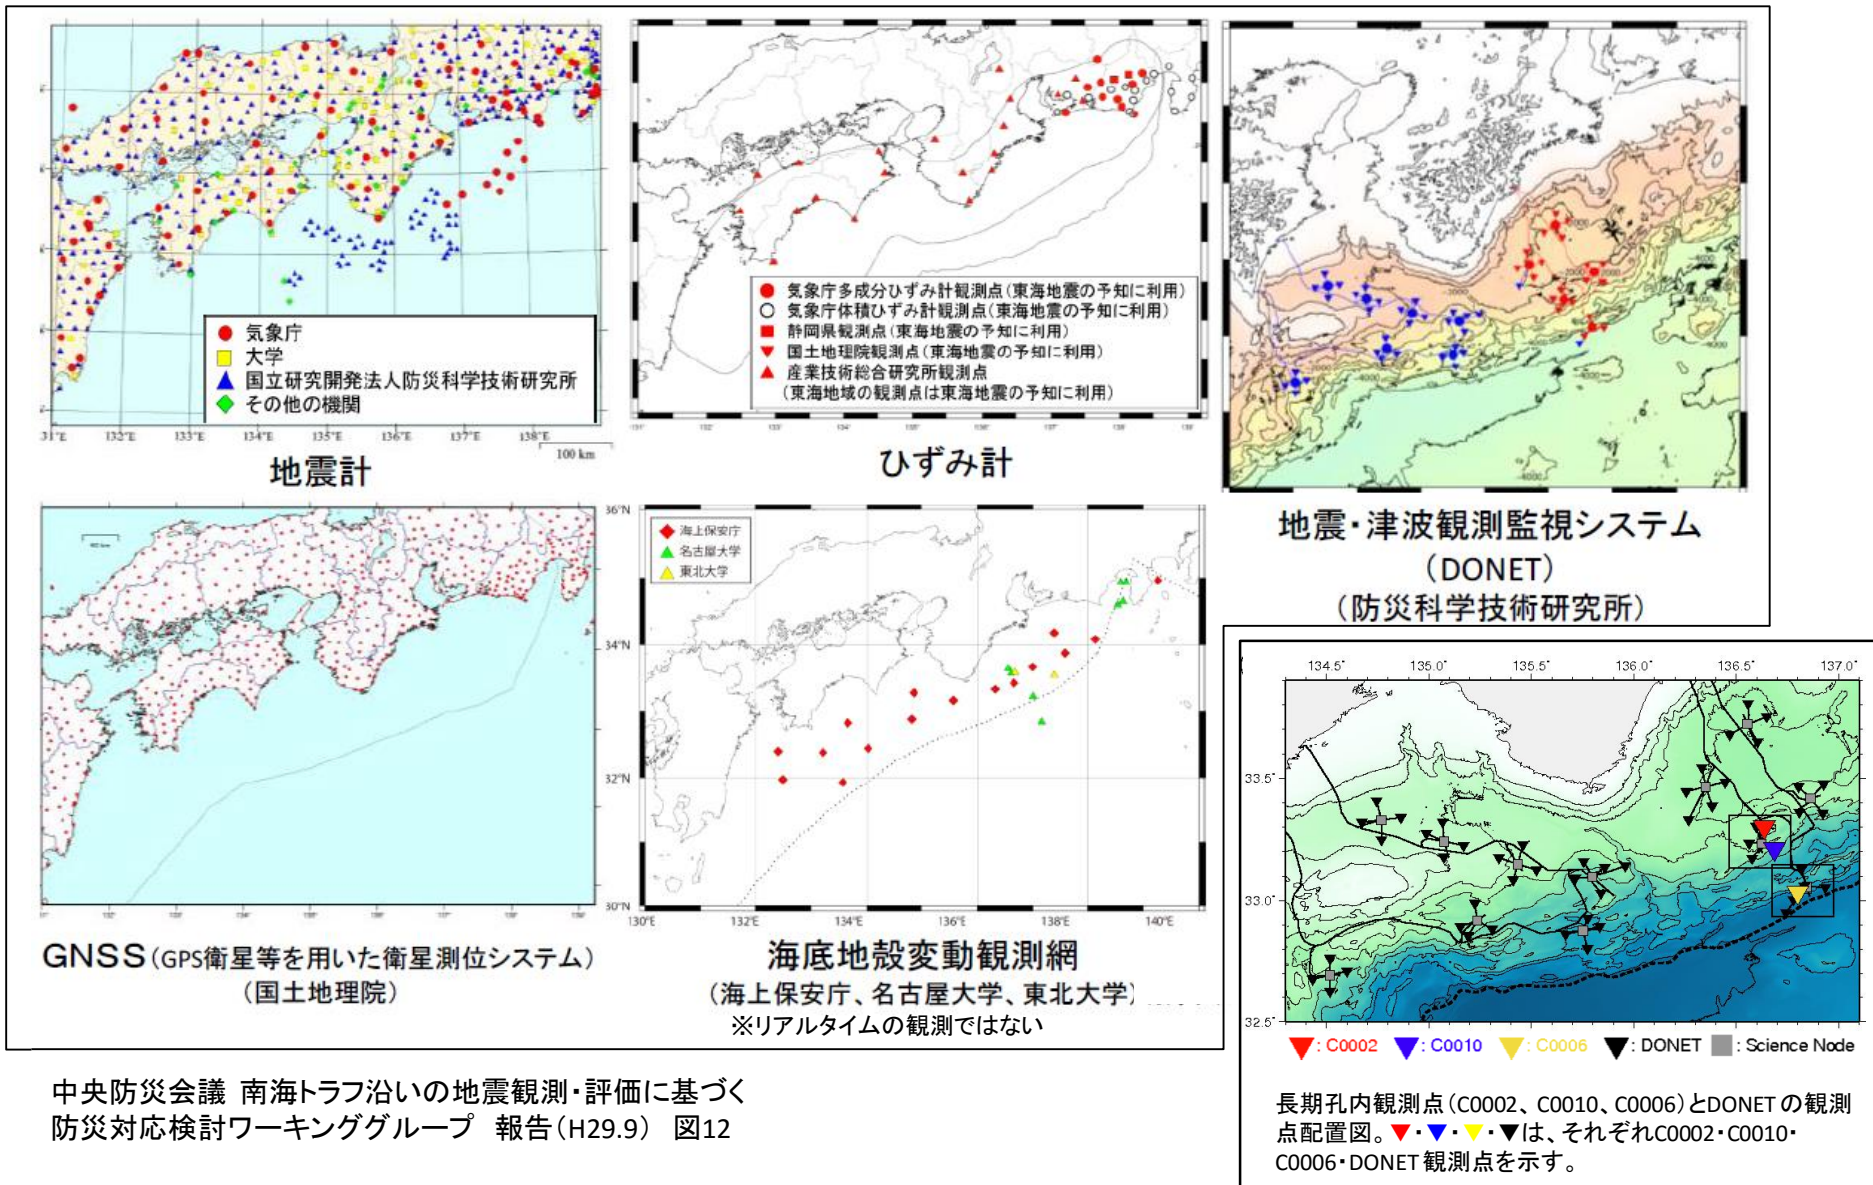 気象庁
大学
国立研究開発法人防災科学技術研究所
その他の機関
31°E 132°E 133°E 134°E 135°E 136°E 137°E 138°E
100 km
地震計
気象庁多成分ひずみ計観測点(東海地震の予知に利用)
気象庁体積ひずみ計観測点(東海地震の予知に利用)
静岡県観測点(東海地震の予知に利用)
国土地理院観測点(東海地震の予知に利用)
産業技術総合研究所観測点
(東海地域の観測点は東海地震の予知に利用)
ひずみ計
地震・津波観測監視システム
(DONET)
(防災科学技術研究所)
GNSS(GPS衛星等を用いた衛星測位システム)
(国土地理院)
海上保安庁
名古屋大学
東北大学
36°N
34°N
32°N
30°N
130°E 132°E 134°E 136°E 138°E 140°E
海底地殻変動観測網
(海上保安庁、名古屋大学、東北大学)
※リアルタイムの観測ではない
134.5° 135.0° 135.5° 136.0° 136.5° 137.0°
33.5°
33.0°
32.5°
: C0002 : C0010 : C0006 : DONET : Science Node
長期孔内観測点(C0002、C0010、C0006)とDONETの観測
点配置図。▼・▼・▼・▼は、それぞれC0002・C0010・
C0006・DONET観測点を示す。
中央防災会議 南海トラフ沿いの地震観測・評価に基づく
防災対応検討ワーキンググループ 報告(H29.9) 図12